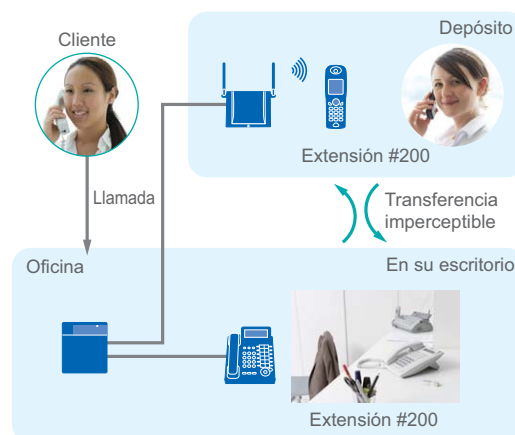 Cliente
Depósito
Extensión #200
Llamada
Transferencia
imperceptible
Oficina
En su escritorio
Extensión #200